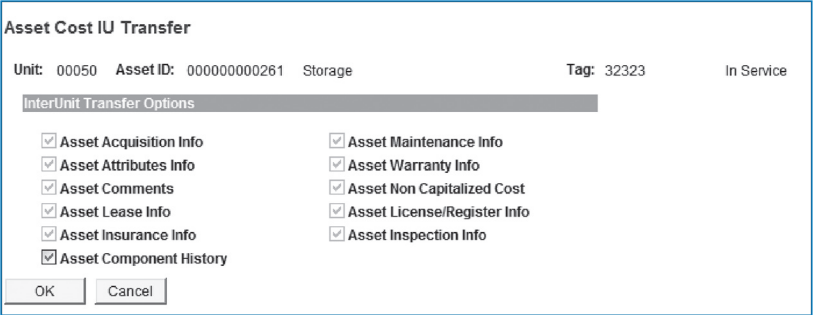 Asset Cost IU Transfer
Unit: 00050 Asset ID: 000000000261 Storage Tag: 32323 In Service
InterUnit Transfer Options
Asset Acquisition Info Asset Maintenance Info
Asset Attributes Info Asset Warranty Info
Asset Comments Asset Non Capitalized Cost
Asset Lease Info Asset License/Register Info
Asset Insurance Info Asset Inspection Info
Asset Component History
OK Cancel